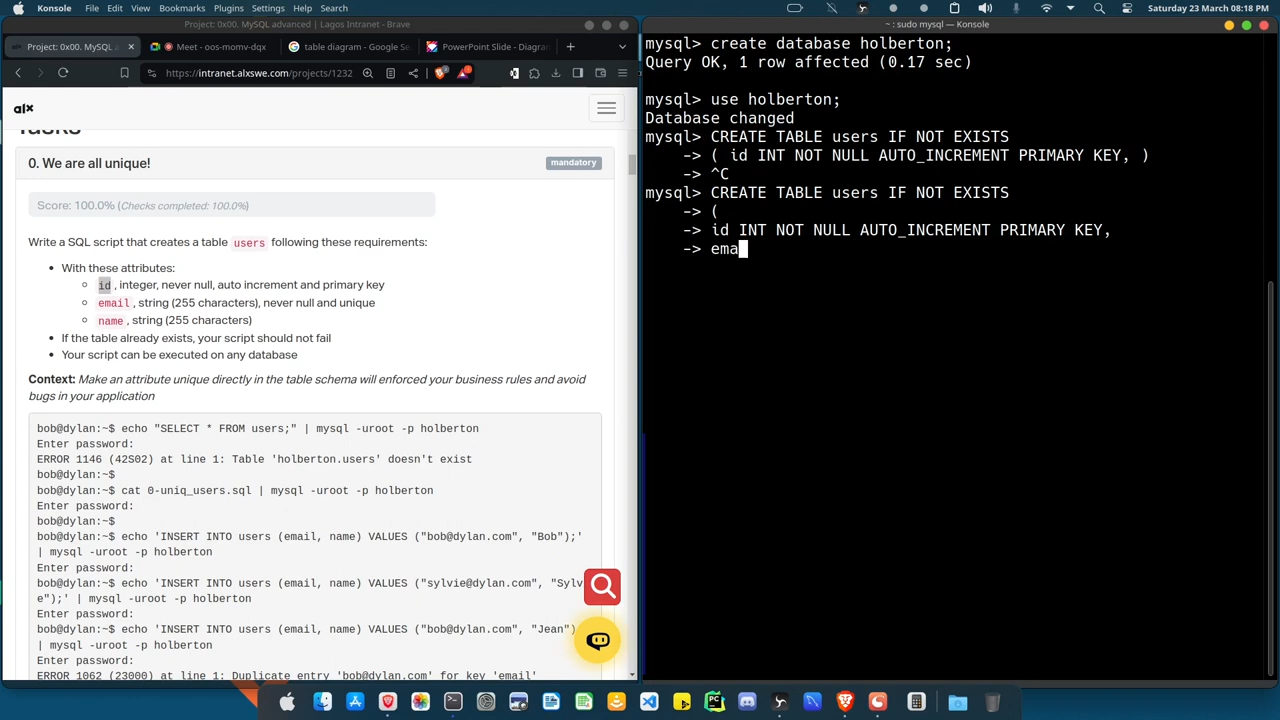 Konsole File Edit View Bookmarks Plugins Settings Help
Saturday 23 March 08:18 PM
Project: 0x00. MySQL advanced | Lagos Intranet - Brave
~ : sudo mysql — Konsole
Project: 0x00. MySQL a
Meet - oos-momv-dqx
table diagram - Google Se
PowerPoint Slide - Diagra
https://intranet.alxswe.com/projects/1232
alx
Tasks
0. We are all unique!
mandatory
Score: 100.0% (Checks completed: 100.0%)
Write a SQL script that creates a table users following these requirements:
With these attributes:
id , integer, never null, auto increment and primary key
email , string (255 characters), never null and unique
name , string (255 characters)
If the table already exists, your script should not fail
Your script can be executed on any database
Context: Make an attribute unique directly in the table schema will enforced your business rules and avoid
bugs in your application
bob@dylan:~$ echo "SELECT * FROM users;" | mysql -uroot -p holberton
Enter password:
ERROR 1146 (42S02) at line 1: Table 'holberton.users' doesn't exist
bob@dylan:~$
bob@dylan:~$ cat 0-uniq_users.sql | mysql -uroot -p holberton
Enter password:
bob@dylan:~$
bob@dylan:~$ echo 'INSERT INTO users (email, name) VALUES ("bob@dylan.com", "Bob");'
| mysql -uroot -p holberton
Enter password:
bob@dylan:~$ echo 'INSERT INTO users (email, name) VALUES ("sylvie@dylan.com", "Sylv
e");' | mysql -uroot -p holberton
Enter password:
bob@dylan:~$ echo 'INSERT INTO users (email, name) VALUES ("bob@dylan.com", "Jean")
| mysql -uroot -p holberton
Enter password:
ERROR 1062 (23000) at line 1: Duplicate entry 'bob@dylan.com' for key 'email'
mysql> create database holberton;
Query OK, 1 row affected (0.17 sec)
mysql> use holberton;
Database changed
mysql> CREATE TABLE users IF NOT EXISTS
-> ( id INT NOT NULL AUTO_INCREMENT PRIMARY KEY, )
-> ^C
mysql> CREATE TABLE users IF NOT EXISTS
-> (
-> id INT NOT NULL AUTO_INCREMENT PRIMARY KEY,
-> ema